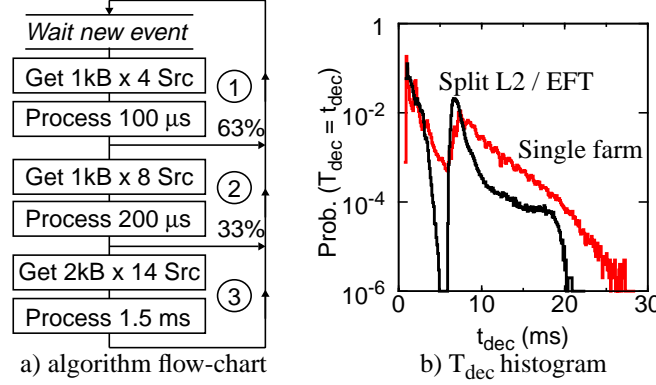 Wait new event
Get 1kB x 4 Src
1
Process 100 µs
63%
Get 1kB x 8 Src
2
Process 200 µs
33%
Get 2kB x 14 Src
3
Process 1.5 ms
a) algorithm flow-chart
Prob. (T_dec = t_dec)
1
10^-2
10^-4
10^-6
Split L2 / EFT
Single farm
0 10 20 30
t_dec (ms)
b) T_dec histogram